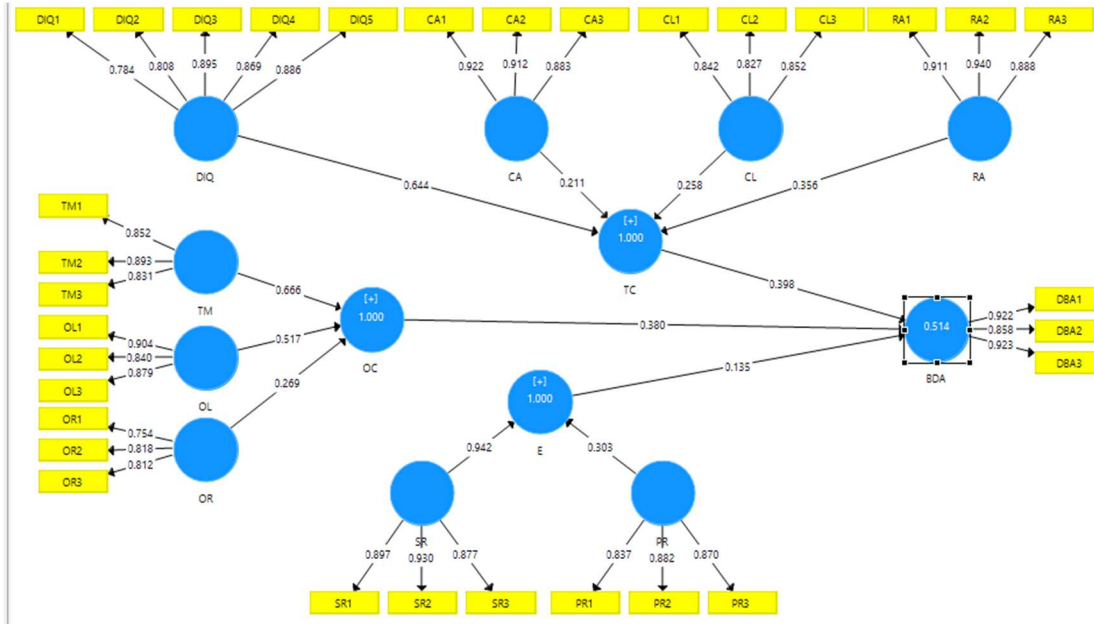 DIQ1 DIQ2 DIQ3 DIQ4 DIQ5 CA1 CA2 CA3 CL1 CL2 CL3 RA1 RA2 RA3
0.784 0.808 0.895 0.869 0.886 0.922 0.912 0.883 0.842 0.827 0.852 0.911 0.940 0.888
DIQ CA CL RA
0.644 0.211 0.258 0.356
TM1
0.852
TM2 0.893
TM3 0.831
TM
0.666
[+]
1.000
TC
0.398
OL1 0.904
OL2 0.840
OL3 0.879
OL
0.517
[+]
1.000
OC
0.380
0.514
BDA
DBA1 0.922
DBA2 0.858
DBA3 0.923
OR1 0.754
OR2 0.818
OR3 0.812
OR
0.269
[+]
1.000
E
0.135
0.942 0.303
SR PR
0.897 0.930 0.877 0.837 0.882 0.870
SR1 SR2 SR3 PR1 PR2 PR3